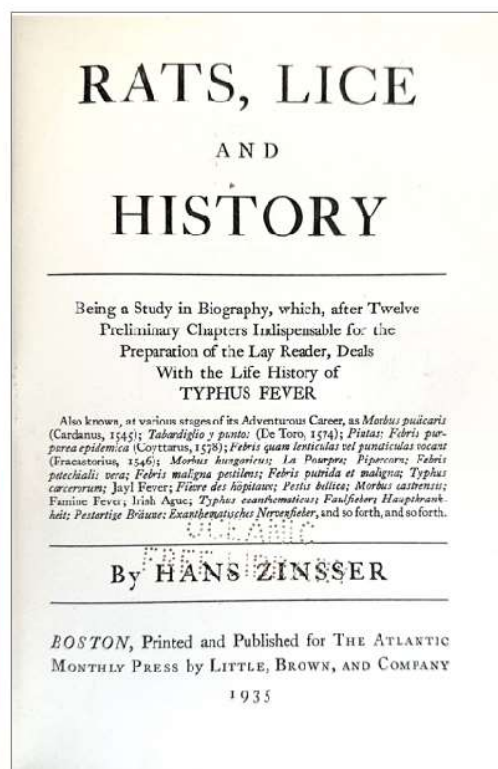 RATS, LICE
AND
HISTORY
Being a Study in Biography, which, after Twelve
Preliminary Chapters Indispensable for the
Preparation of the Lay Reader, Deals
With the Life History of
TYPHUS FEVER
Also known, at various stages of its Adventurous Career, as Morbus pulicaris
(Cardanus, 1545); Tabardiglio y puntos (De Toro, 1574); Pintas; Febris pur-
purea epidemica (Coyttarus, 1578); Febris quam lenticulas vel puncticulas vocant
(Fracastorius, 1546); Morbus hungaricus; La Pourpre; Pipercorn; Febris
petechialis vera; Febris maligna pestilens; Febris putrida et maligna; Typhus
carcerorum; Jayl Fever; Fièvre des hôpitaux; Pestis bellica; Morbus castrensis;
Famine Fever; Irish Ague; Typhus exanthematicus; Faulfieber; Hauptkrank-
heit; Pestartige Bräune; Exanthematisches Nervenfieber, and so forth, and so forth.
By HANS ZINSSER
BOSTON, Printed and Published for THE ATLANTIC
MONTHLY PRESS by LITTLE, BROWN, AND COMPANY
1935